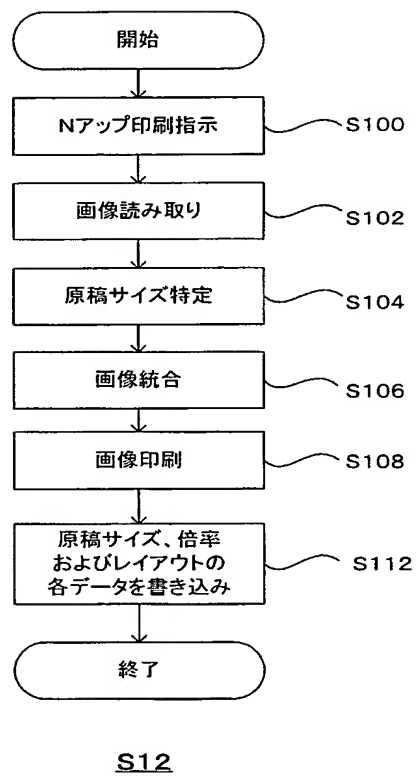 開始
Nアップ印刷指示
S100
画像読み取り
S102
原稿サイズ特定
S104
画像統合
S106
画像印刷
S108
原稿サイズ、倍率
およびレイアウトの
各データを書き込み
S112
終了
S12